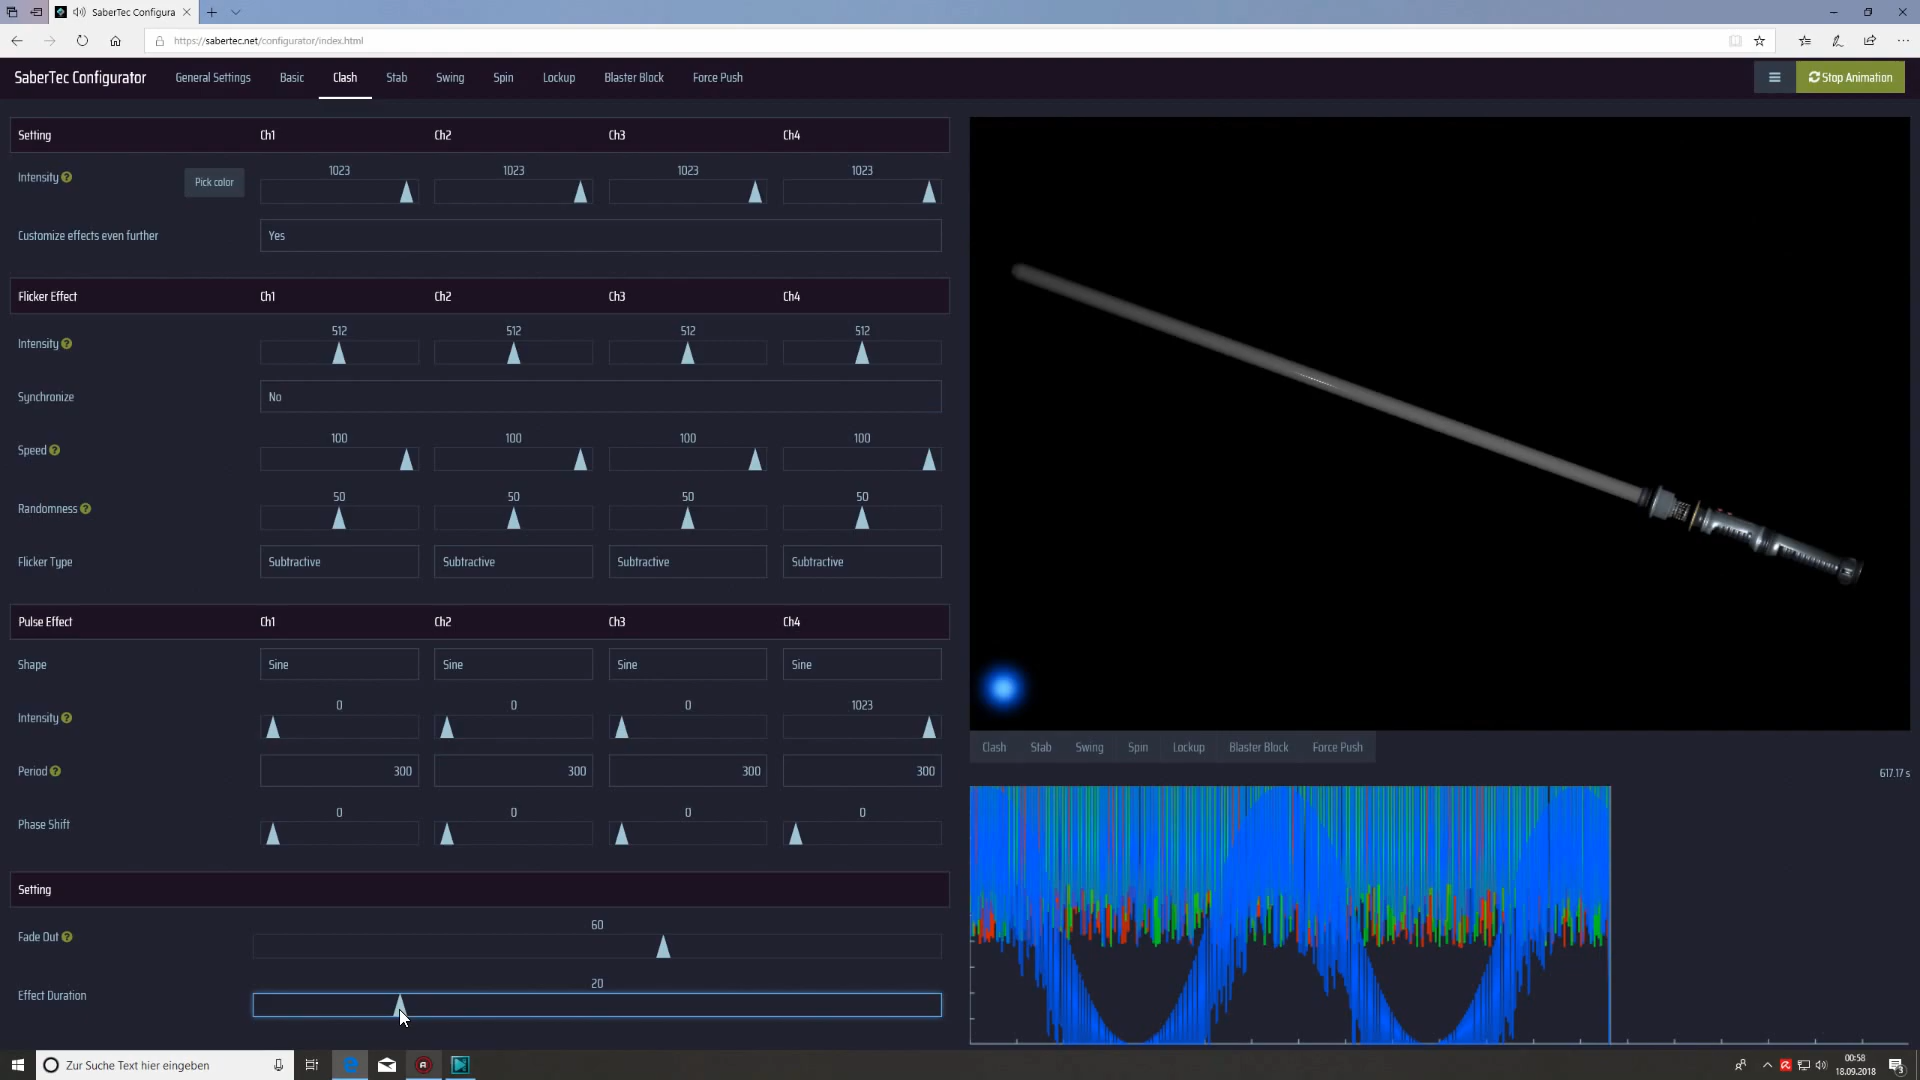 SaberTec Configura
https://sabertec.net/configurator/index.html
SaberTec Configurator General Settings Basic Clash Stab Swing Spin Lockup Blaster Block Force Push Stop Animation
Setting Ch1 Ch2 Ch3 Ch4
1023 1023 1023 1023
Intensity Pick color
Customize effects even further Yes
Flicker Effect Ch1 Ch2 Ch3 Ch4
512 512 512 512
Intensity
Synchronize No
100 100 100 100
Speed
50 50 50 50
Randomness
Flicker Type Subtractive Subtractive Subtractive Subtractive
Pulse Effect Ch1 Ch2 Ch3 Ch4
Shape Sine Sine Sine Sine
0 0 0 1023
Intensity
Period 300 300 300 300
0 0 0 0
Phase Shift
Setting
60
Fade Out
20
Effect Duration
Clash Stab Swing Spin Lockup Blaster Block Force Push
617.17 s
Zur Suche Text hier eingeben
00:58
18.09.2018
3